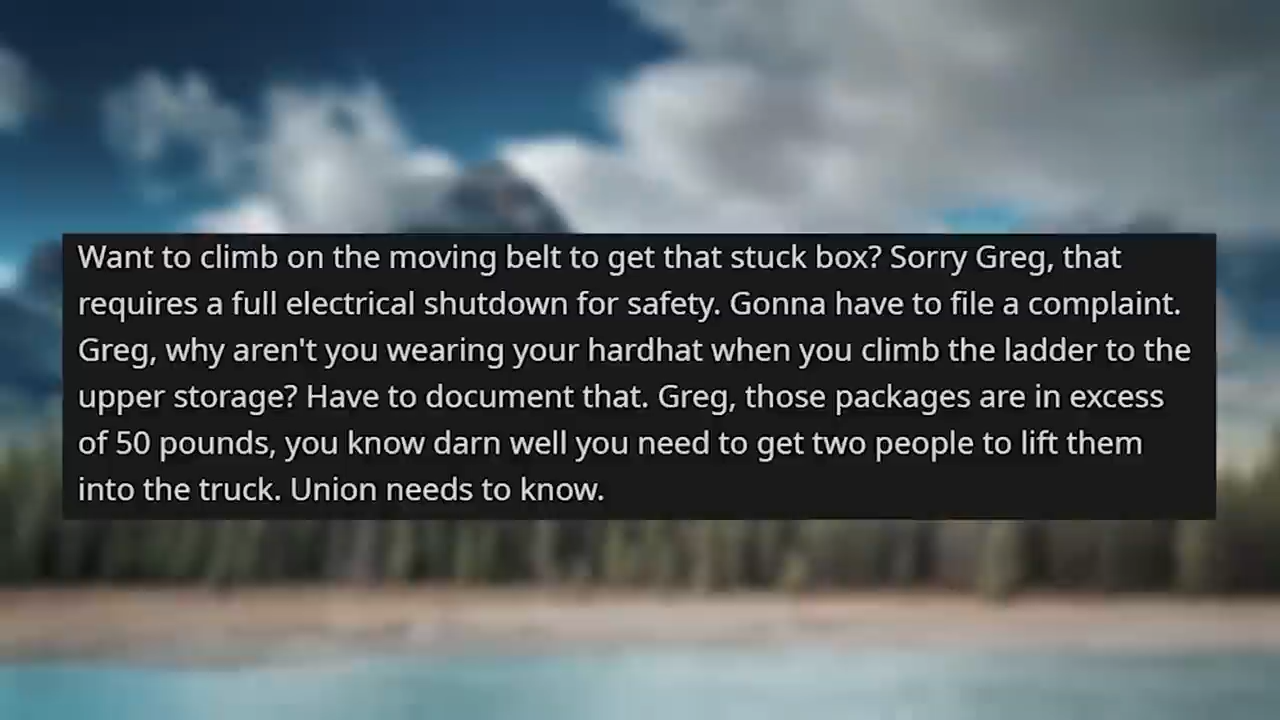 Want to climb on the moving belt to get that stuck box? Sorry Greg, that
requires a full electrical shutdown for safety. Gonna have to file a complaint.
Greg, why aren't you wearing your hardhat when you climb the ladder to the
upper storage? Have to document that. Greg, those packages are in excess
of 50 pounds, you know darn well you need to get two people to lift them
into the truck. Union needs to know.